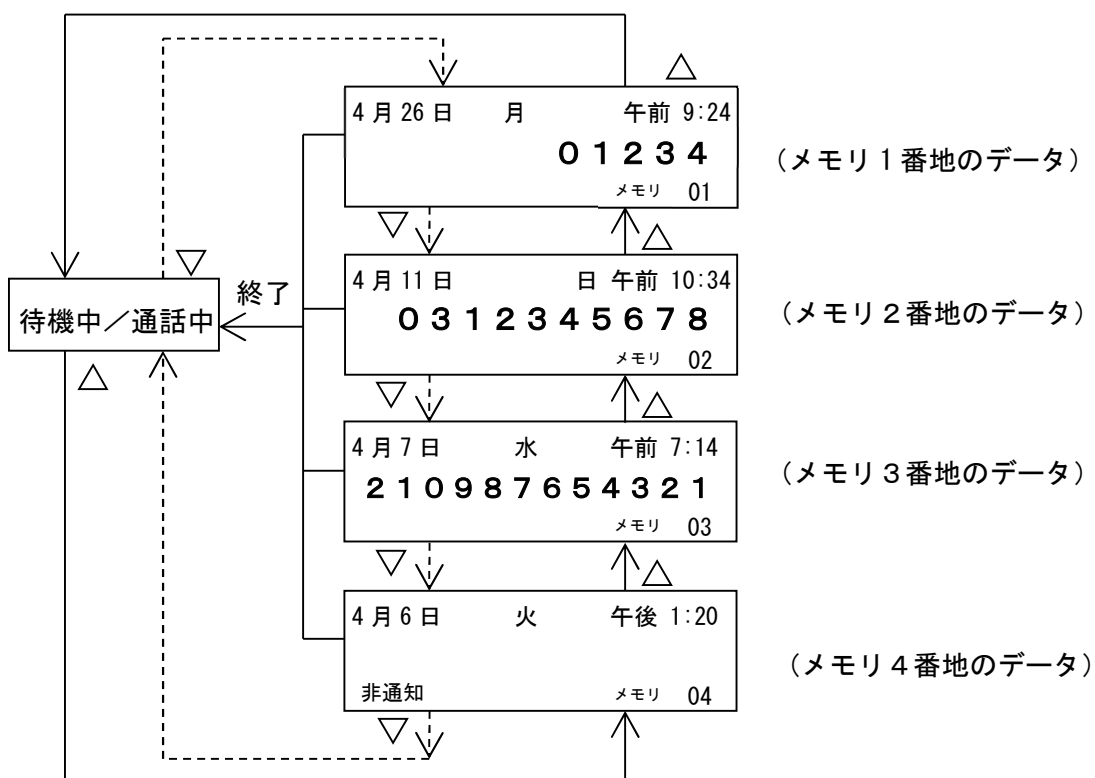 △
4月26日 月 午前 9:24
０１２３４
メモリ 01
（メモリ１番地のデータ）
▽
△
▽
待機中／通話中
△
終了
4月11日 日 午前 10:34
０３１２３４５６７８
メモリ 02
（メモリ２番地のデータ）
▽
△
4月7日 水 午前 7:14
２１０９８７６５４３２１
メモリ 03
（メモリ３番地のデータ）
▽
△
4月6日 火 午後 1:20
非通知 メモリ 04
（メモリ４番地のデータ）
▽